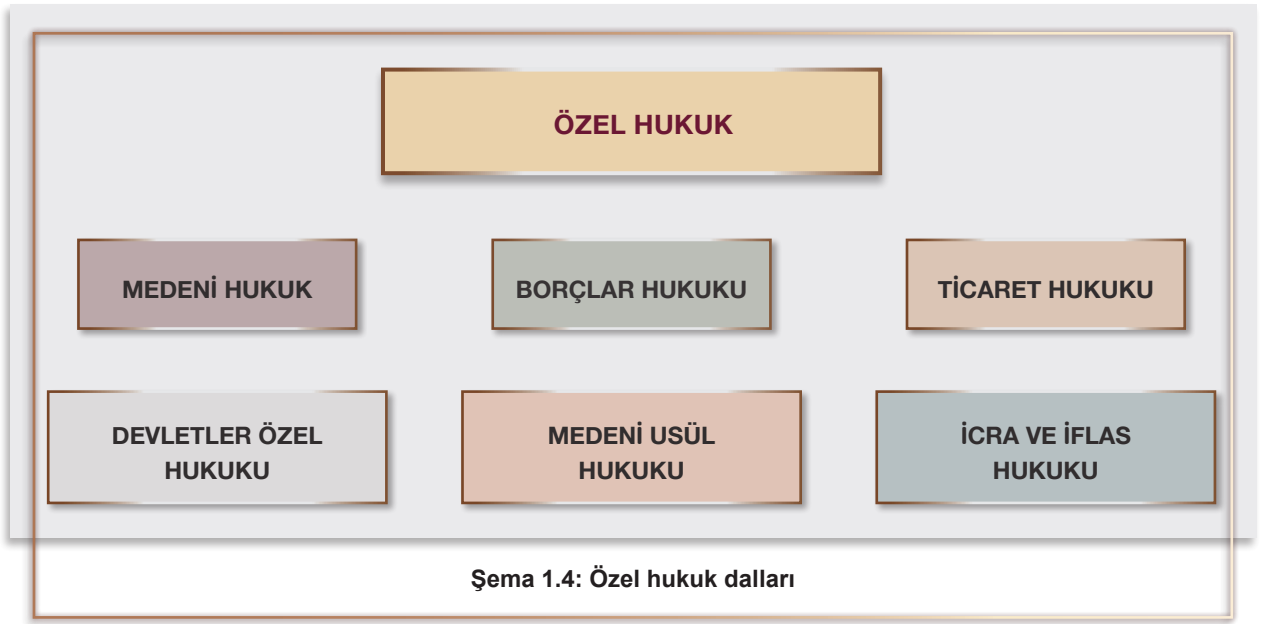 ÖZEL HUKUK
MEDENİ HUKUK
BORÇLAR HUKUKU
TİCARET HUKUKU
DEVLETLER ÖZEL
HUKUKU
MEDENİ USÜL
HUKUKU
İCRA VE İFLAS
HUKUKU
Şema 1.4: Özel hukuk dalları